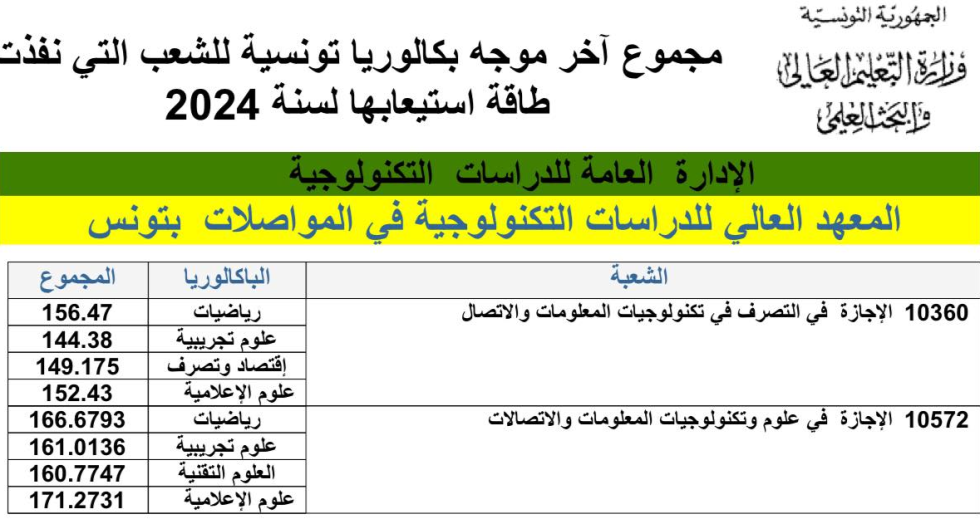 الجمهورية التونسية
وزارة التعليم العالي
والبحث العلمي
مجموع آخر موجه بكالوريا تونسية للشعب التي نفذت
طاقة استيعابها لسنة 2024
الإدارة العامة للدراسات التكنولوجية
المعهد العالي للدراسات التكنولوجية في المواصلات بتونس
الشعبة الباكالوريا المجموع
10360 الإجازة في التصرف في تكنولوجيات المعلومات والاتصال رياضيات 156.47
علوم تجريبية 144.38
إقتصاد وتصرف 149.175
علوم الإعلامية 152.43
10572 الإجازة في علوم وتكنولوجيات المعلومات والاتصالات رياضيات 166.6793
علوم تجريبية 161.0136
العلوم التقنية 160.7747
علوم الإعلامية 171.2731